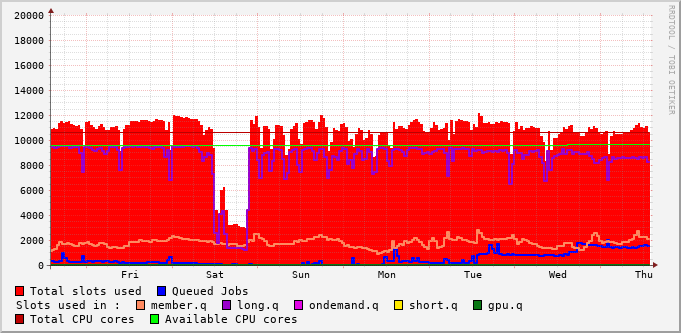 20000
18000
16000
14000
12000
10000
8000
6000
4000
2000
0
Fri Sat Sun Mon Tue Wed Thu
Total slots used Queued Jobs
Slots used in : member.q long.q ondemand.q short.q gpu.q
Total CPU cores Available CPU cores
RRDTOOL / TOBI OETIKER